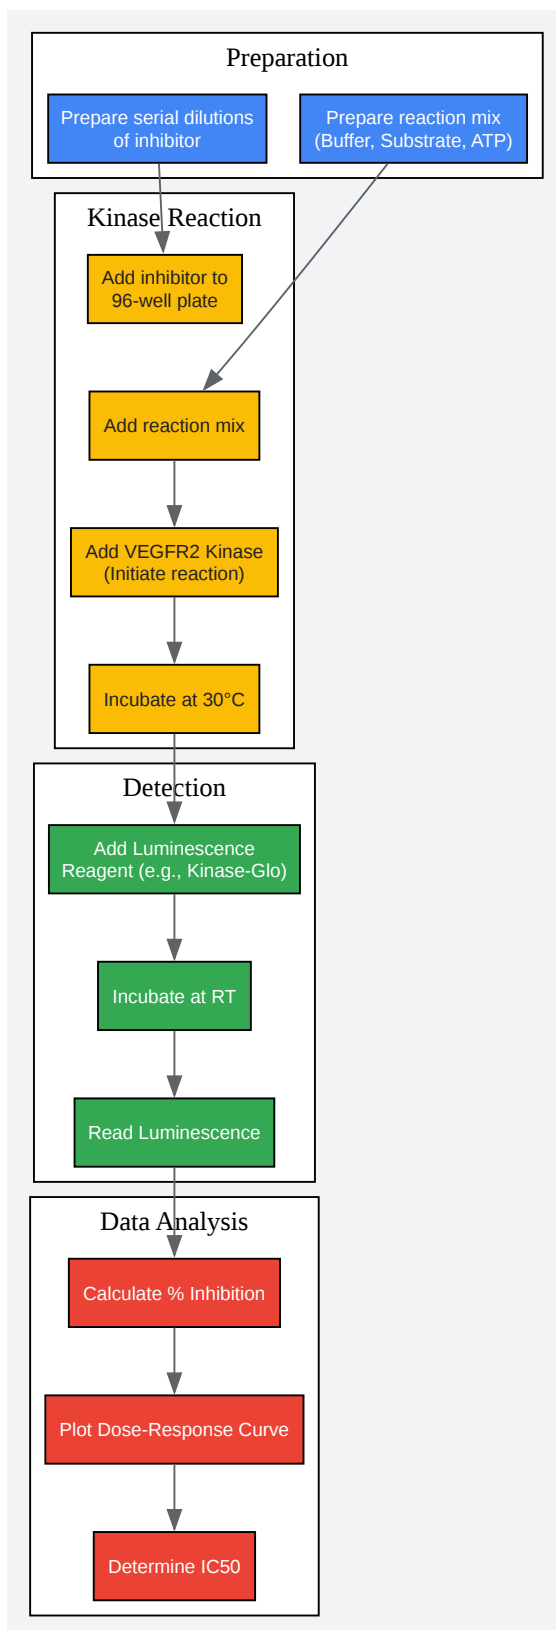 Preparation
Prepare serial dilutions
of inhibitor
Prepare reaction mix
(Buffer, Substrate, ATP)
Kinase Reaction
Add inhibitor to
96-well plate
Add reaction mix
Add VEGFR2 Kinase
(Initiate reaction)
Incubate at 30°C
Detection
Add Luminescence
Reagent (e.g., Kinase-Glo)
Incubate at RT
Read Luminescence
Data Analysis
Calculate % Inhibition
Plot Dose-Response Curve
Determine IC50